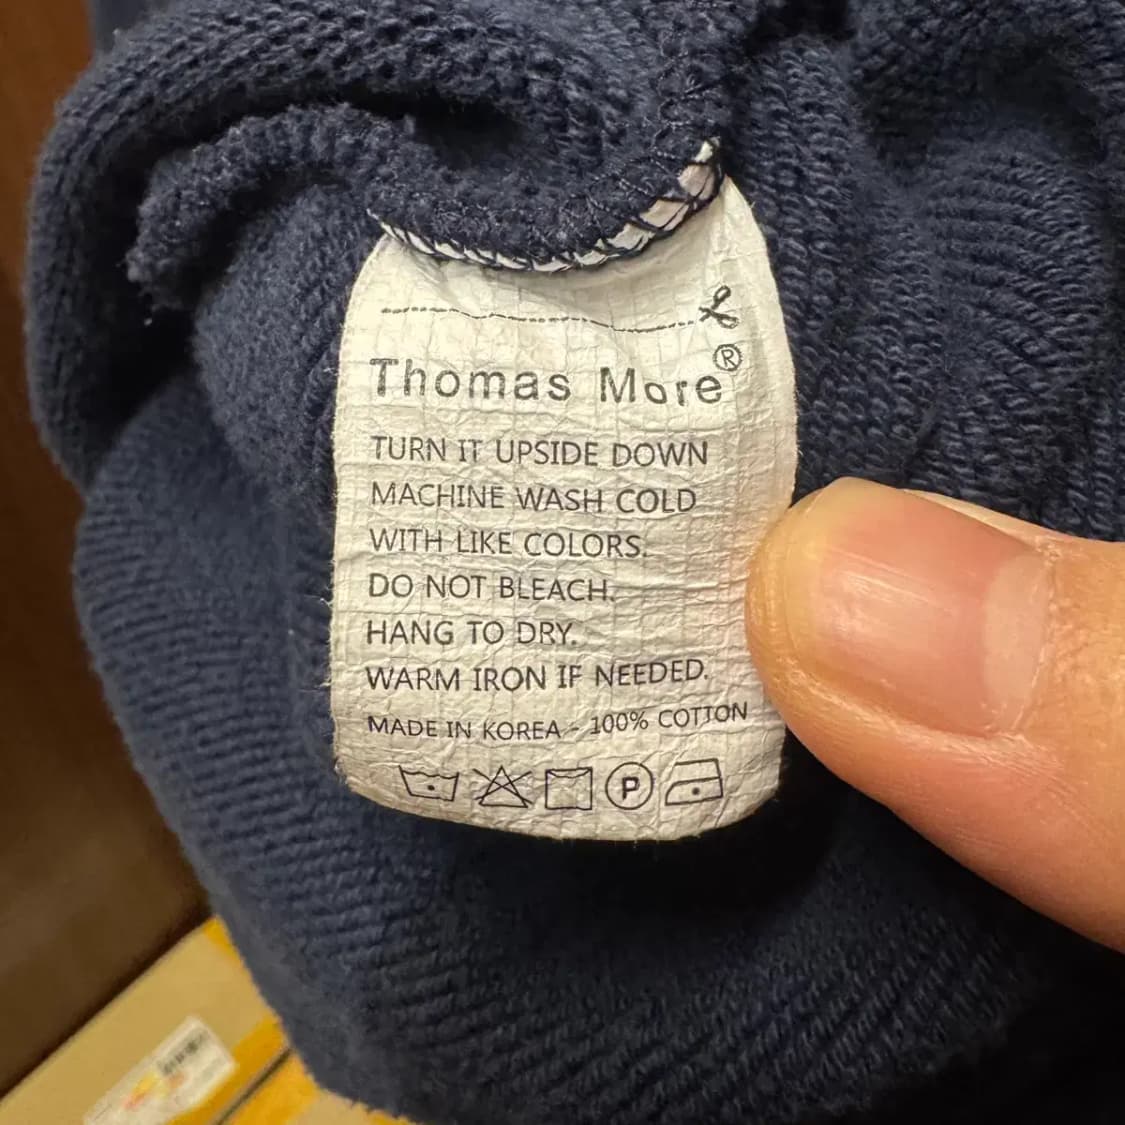 Thomas More®
TURN IT UPSIDE DOWN
MACHINE WASH COLD
WITH LIKE COLORS.
DO NOT BLEACH.
HANG TO DRY.
WARM IRON IF NEEDED.
MADE IN KOREA - 100% COTTON
P